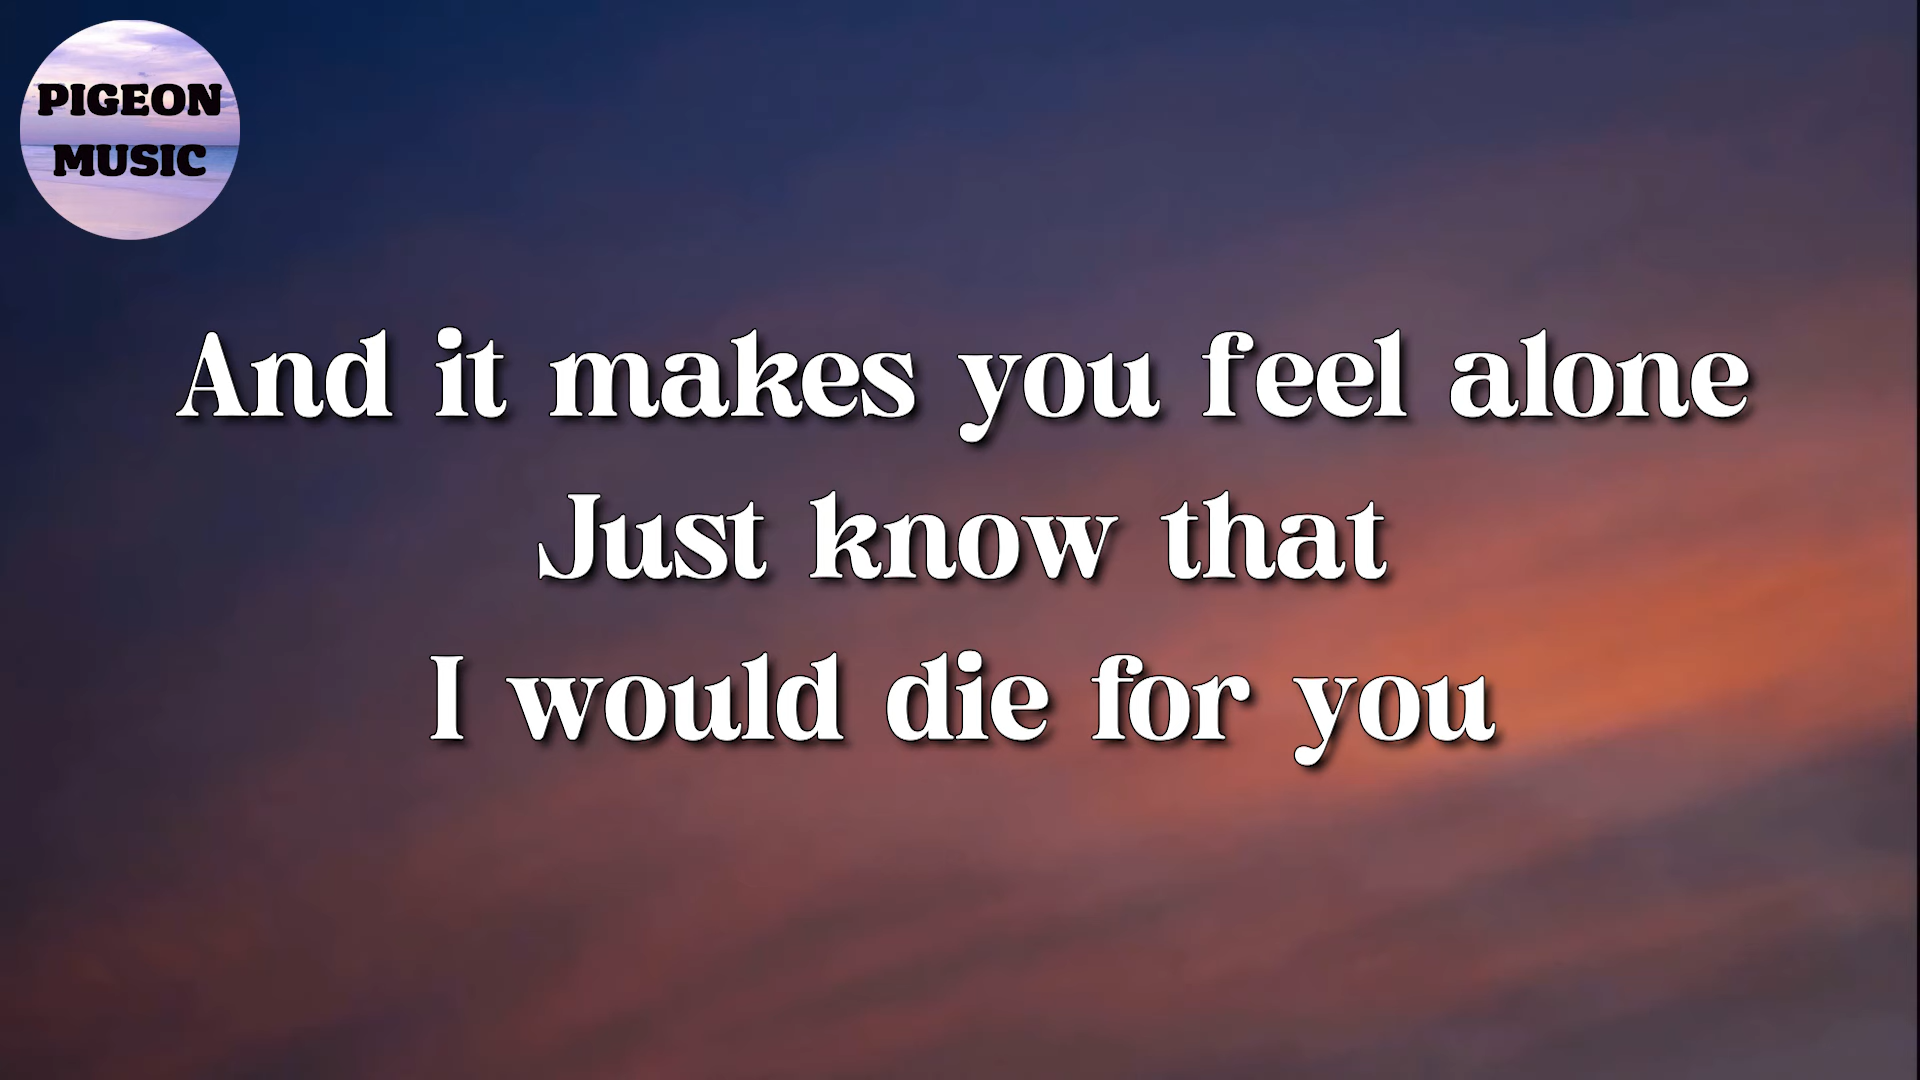 PIGEON
MUSIC
And it makes you feel alone
Just know that
I would die for you